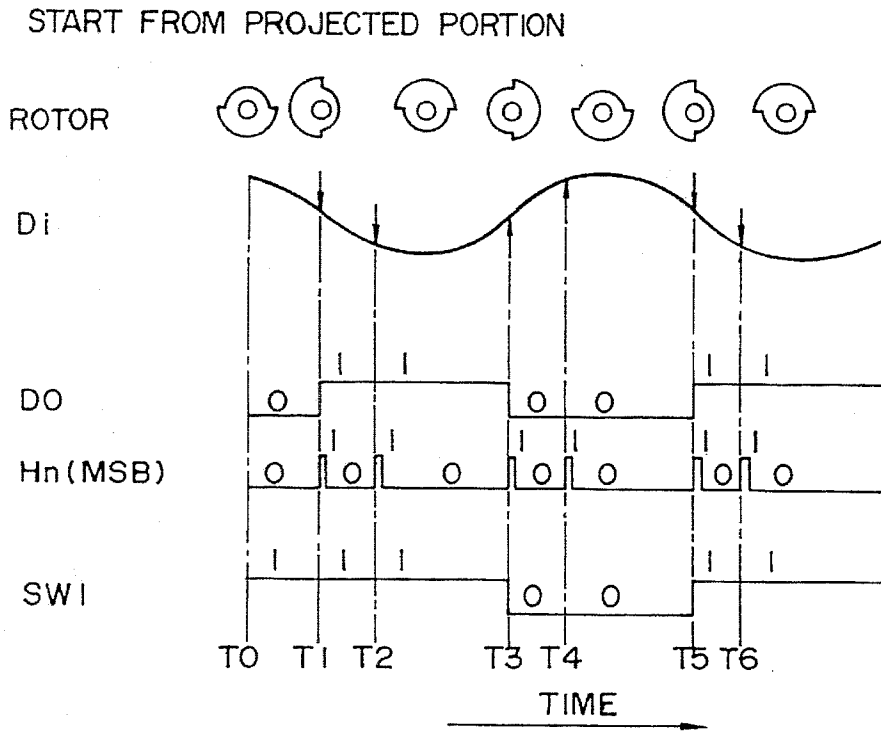 START FROM PROJECTED PORTION
ROTOR
Di
1 1 1 1
DO 0 0 0
1 1 1 1 1 1
Hn(MSB) 0 0 0 0 0 0 0
1 1 1 1 1
SW1 0 0
T0 T1 T2 T3 T4 T5 T6
TIME